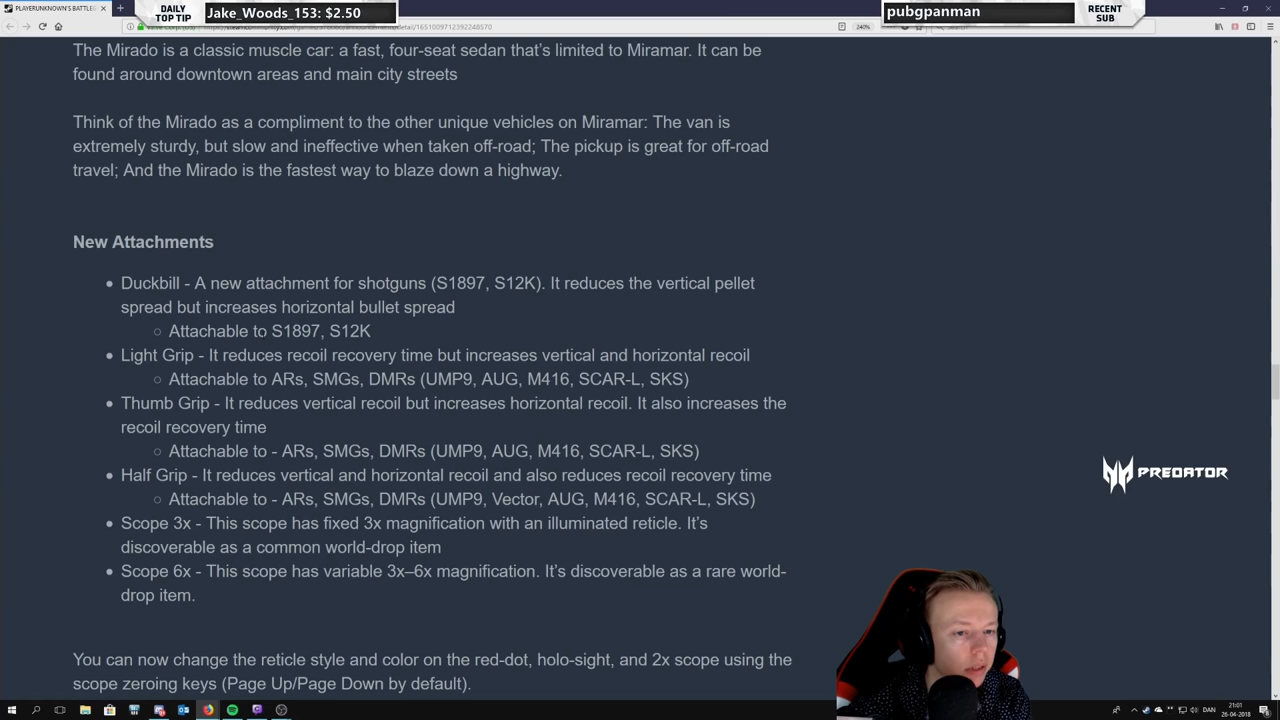 PLAYERUNKNOWN'S BATTLE
DAILY
TOP TIP
Jake_Woods_153: $2.50
pubgpanman
RECENT
SUB
240%
The Mirado is a classic muscle car: a fast, four-seat sedan that’s limited to Miramar. It can be
found around downtown areas and main city streets
Think of the Mirado as a compliment to the other unique vehicles on Miramar: The van is
extremely sturdy, but slow and ineffective when taken off-road; The pickup is great for off-road
travel; And the Mirado is the fastest way to blaze down a highway.
New Attachments
Duckbill - A new attachment for shotguns (S1897, S12K). It reduces the vertical pellet
spread but increases horizontal bullet spread
Attachable to S1897, S12K
Light Grip - It reduces recoil recovery time but increases vertical and horizontal recoil
Attachable to ARs, SMGs, DMRs (UMP9, AUG, M416, SCAR-L, SKS)
Thumb Grip - It reduces vertical recoil but increases horizontal recoil. It also increases the
recoil recovery time
Attachable to - ARs, SMGs, DMRs (UMP9, AUG, M416, SCAR-L, SKS)
Half Grip - It reduces vertical and horizontal recoil and also reduces recoil recovery time
Attachable to - ARs, SMGs, DMRs (UMP9, Vector, AUG, M416, SCAR-L, SKS)
Scope 3x - This scope has fixed 3x magnification with an illuminated reticle. It’s
discoverable as a common world-drop item
Scope 6x - This scope has variable 3x–6x magnification. It’s discoverable as a rare world-
drop item.
PREDATOR
You can now change the reticle style and color on the red-dot, holo-sight, and 2x scope using the
scope zeroing keys (Page Up/Page Down by default).
DAN
21:01
26-04-2018